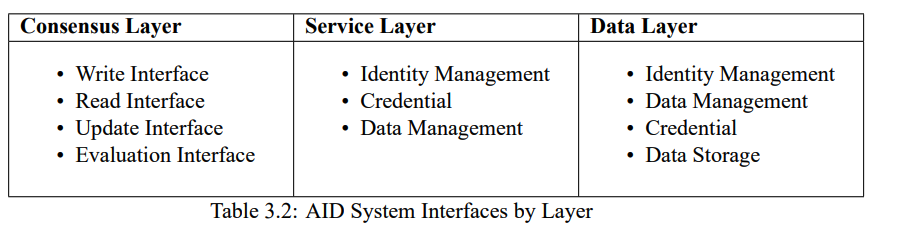 Consensus Layer
• Write Interface
• Read Interface
• Update Interface
• Evaluation Interface
Service Layer
• Identity Management
• Credential
• Data Management
Data Layer
• Identity Management
• Data Management
• Credential
• Data Storage
Table 3.2: AID System Interfaces by Layer